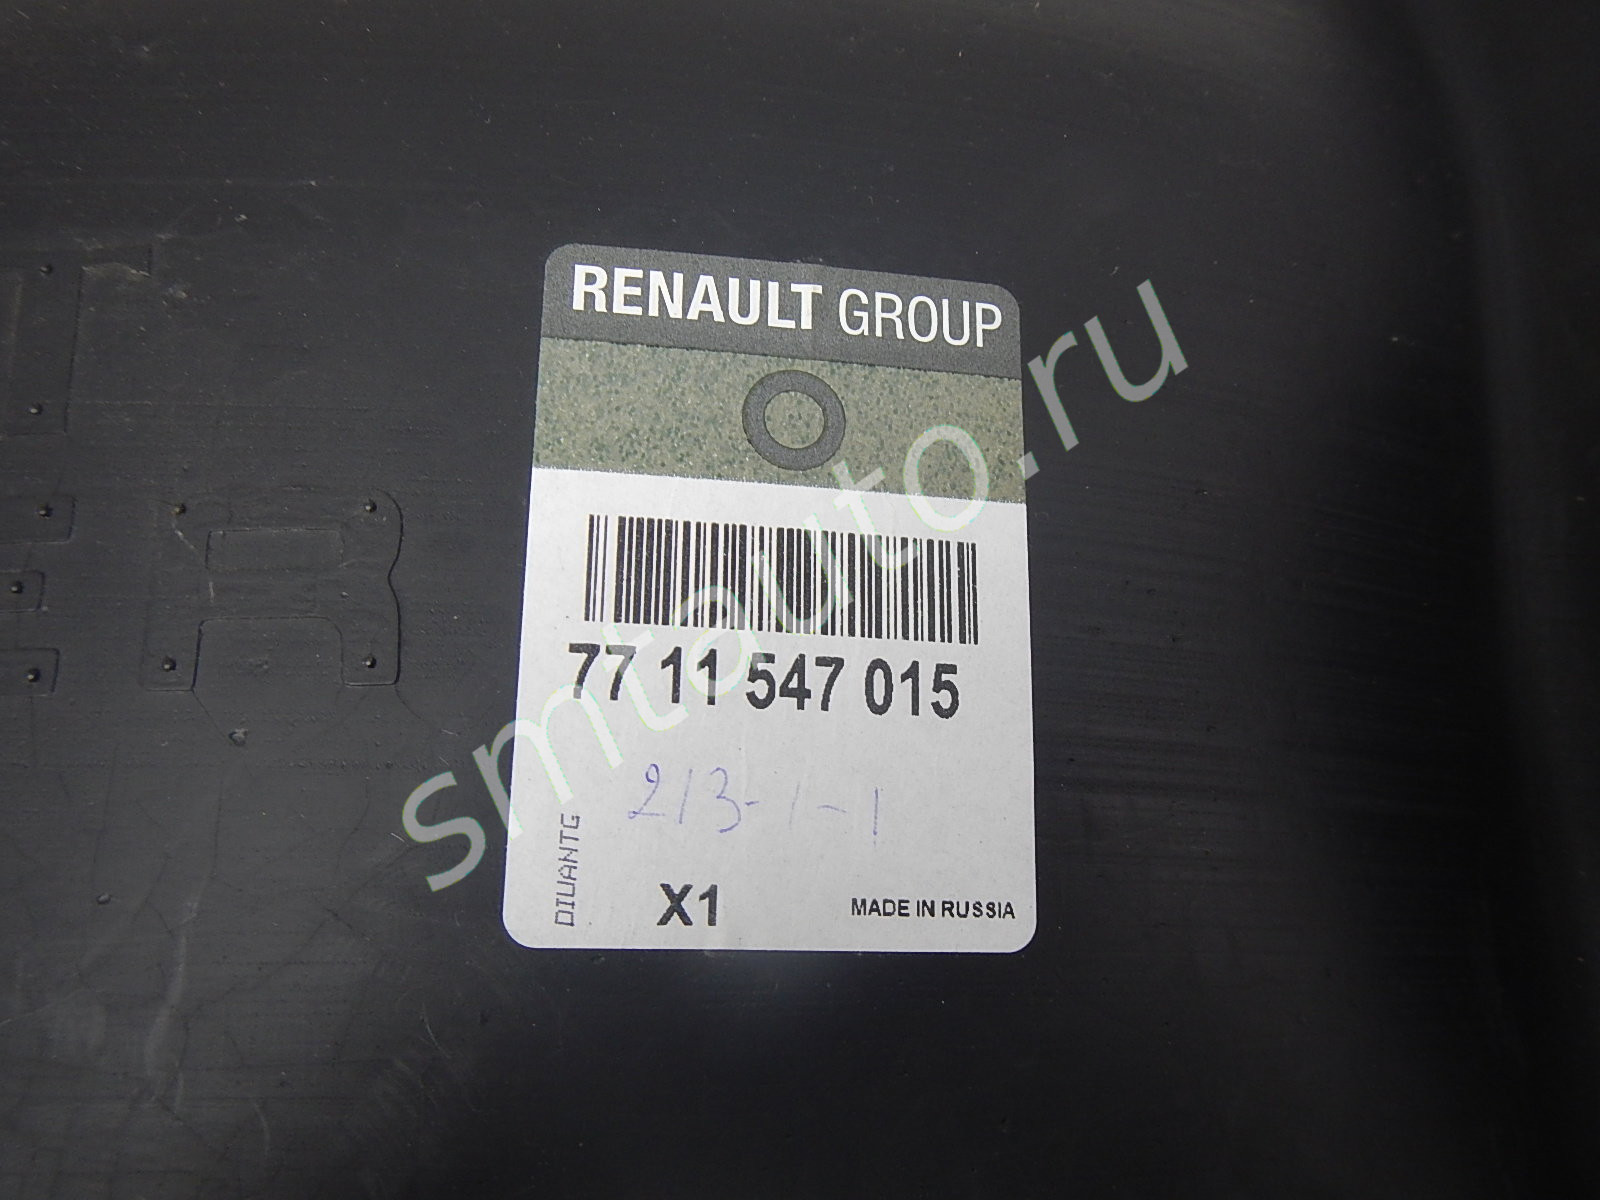 RENAULT GROUP
77 11 547 015
213-1-1
DIUANTG
X1
MADE IN RUSSIA
smtauto.ru